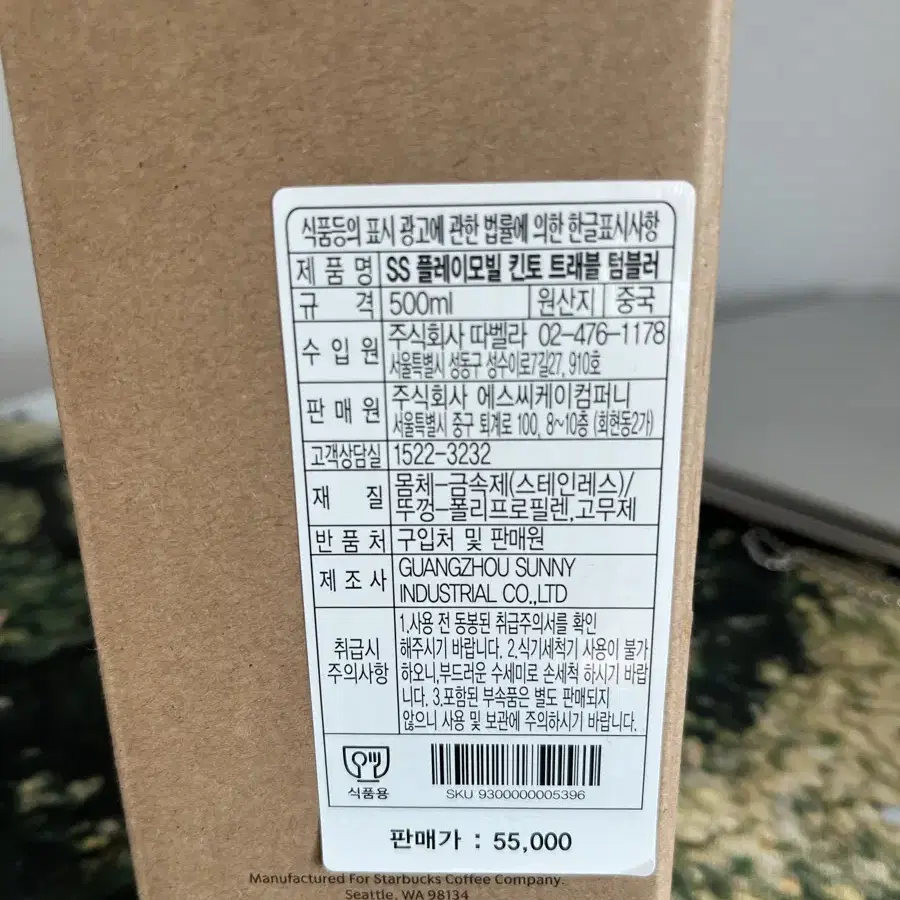 식품등의 표시 광고에 관한 법률에 의한 한글표시사항
제 품 명 SS 플레이모빌 킨토 트래블 텀블러
규 격 500ml 원산지 중국
수 입 원 주식회사 따벨라 02-476-1178
서울특별시 성동구 성수이로7길27, 910호
판 매 원 주식회사 에스씨케이컴퍼니
서울특별시 중구 퇴계로 100, 8~10층 (회현동2가)
고객상담실 1522-3232
재 질 몸체-금속제(스테인레스)/
뚜껑-폴리프로필렌,고무제
반 품 처 구입처 및 판매원
제 조 사 GUANGZHOU SUNNY
INDUSTRIAL CO.,LTD
취급시
주의사항
1.사용 전 동봉된 취급주의서를 확인
해주시기 바랍니다. 2.식기세척기 사용이 불가
하오니,부드러운 수세미로 손세척 하시기 바랍
니다. 3.포함된 부속품은 별도 판매되지
않으니 사용 및 보관에 주의하시기 바랍니다.
식품용
SKU 9300000005396
판매가 : 55,000
Manufactured For Starbucks Coffee Company.
Seattle, WA 98134